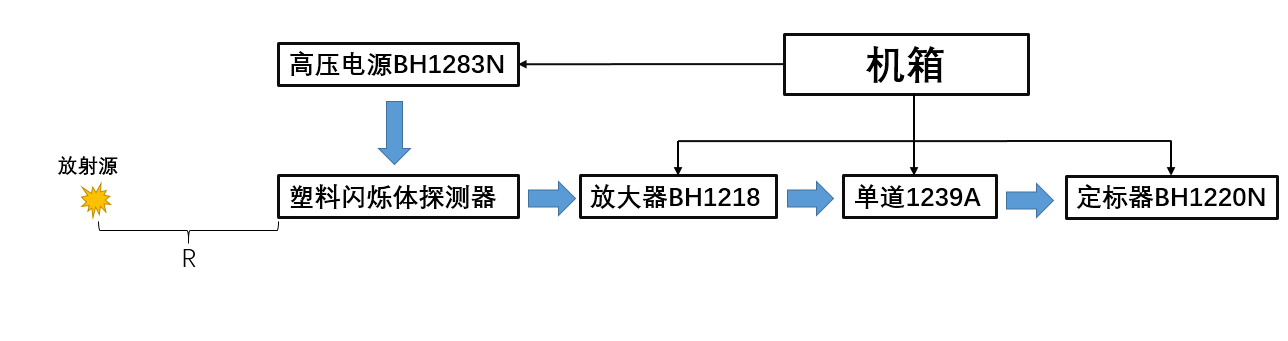 机箱
高压电源BH1283N
放射源
塑料闪烁体探测器
放大器BH1218
单道1239A
定标器BH1220N
R